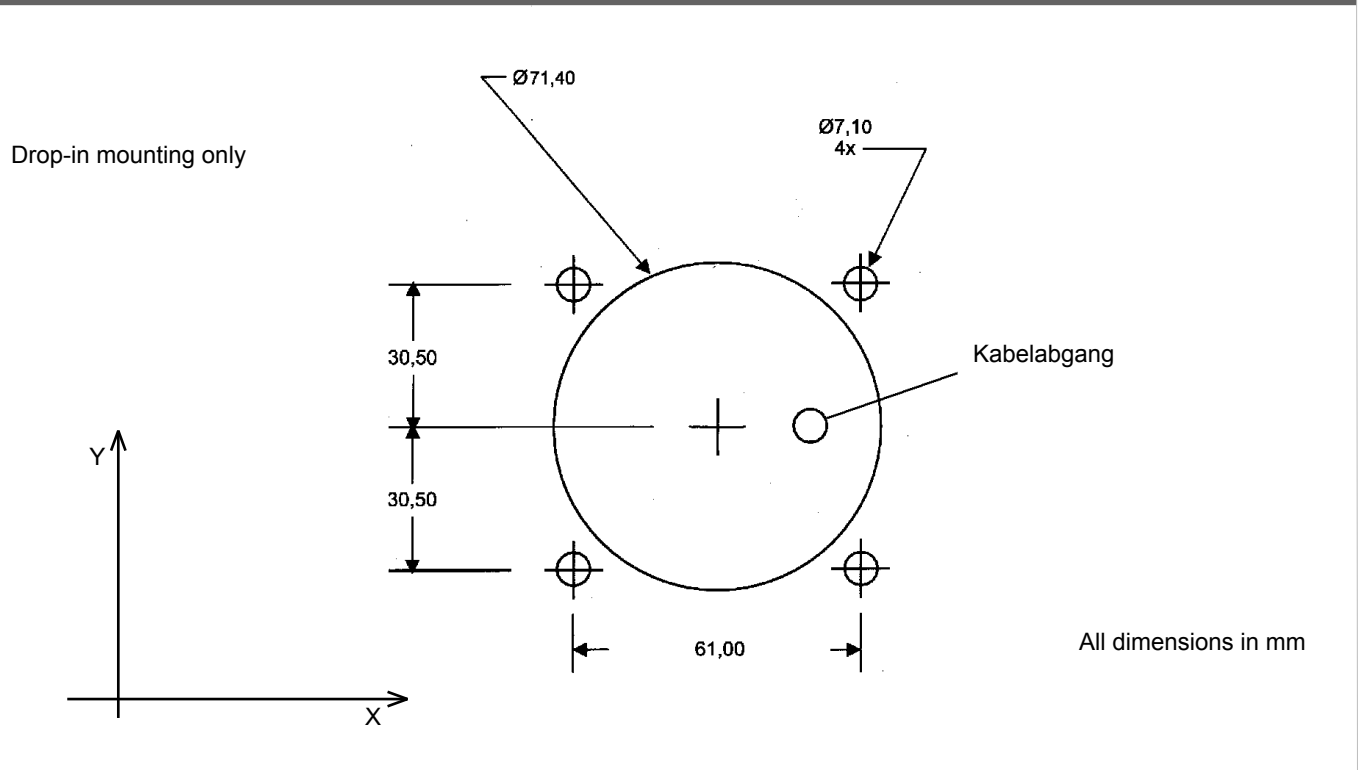 Ø71,40
Ø7,10
4x
Drop-in mounting only
30,50
Kabelabgang
Y
30,50
61,00
All dimensions in mm
X